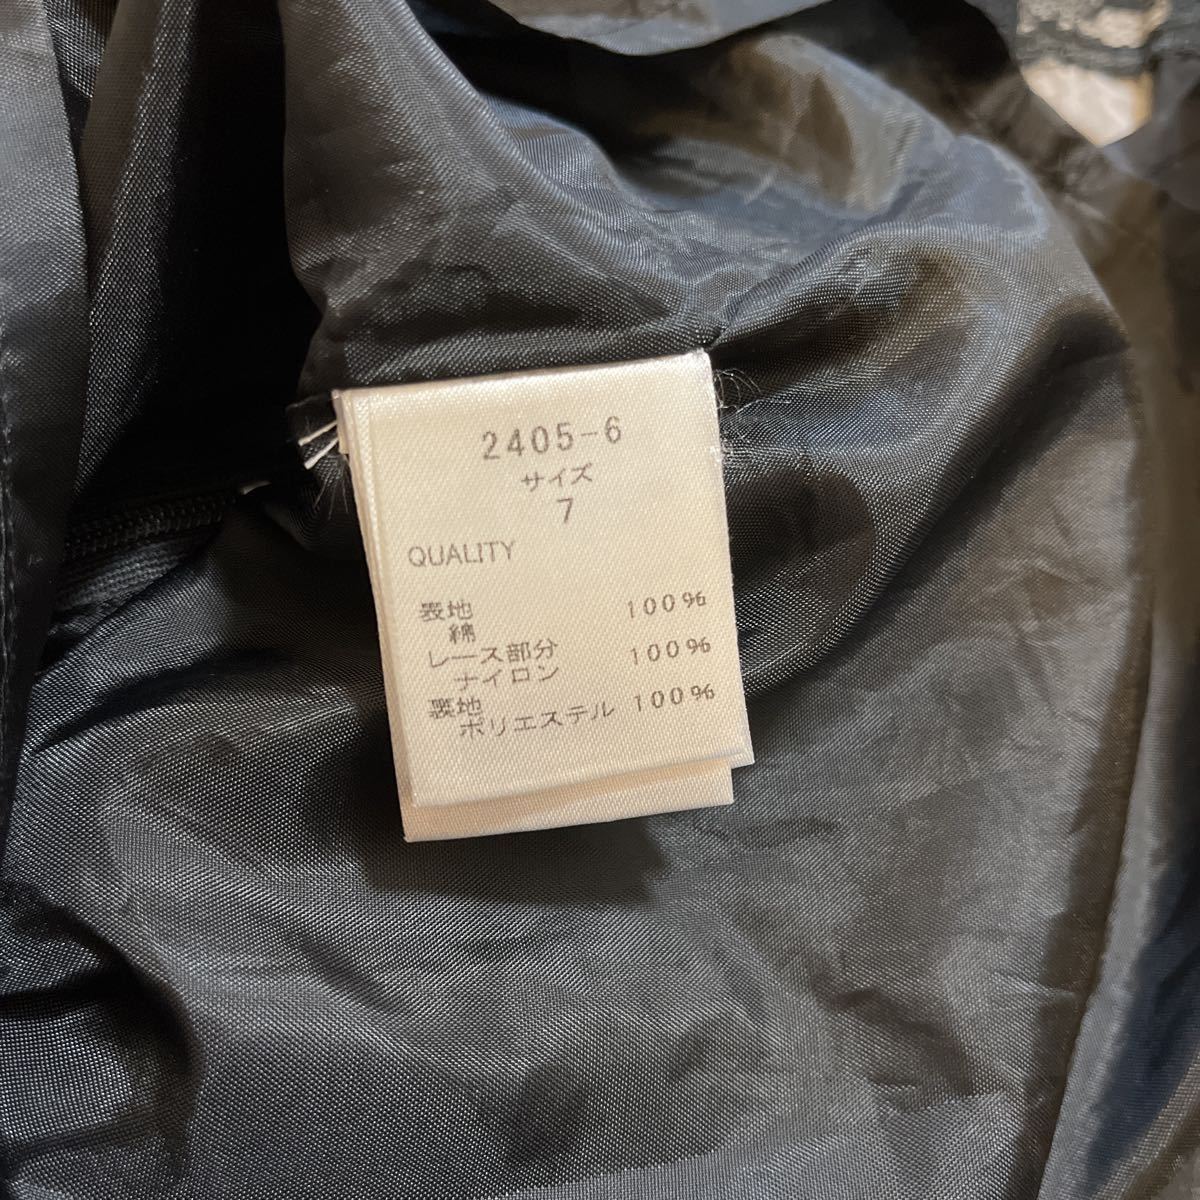 2405-6
サイズ
7
QUALITY
表地 100%
綿
レース部分 100%
ナイロン
裏地 100%
ポリエステル